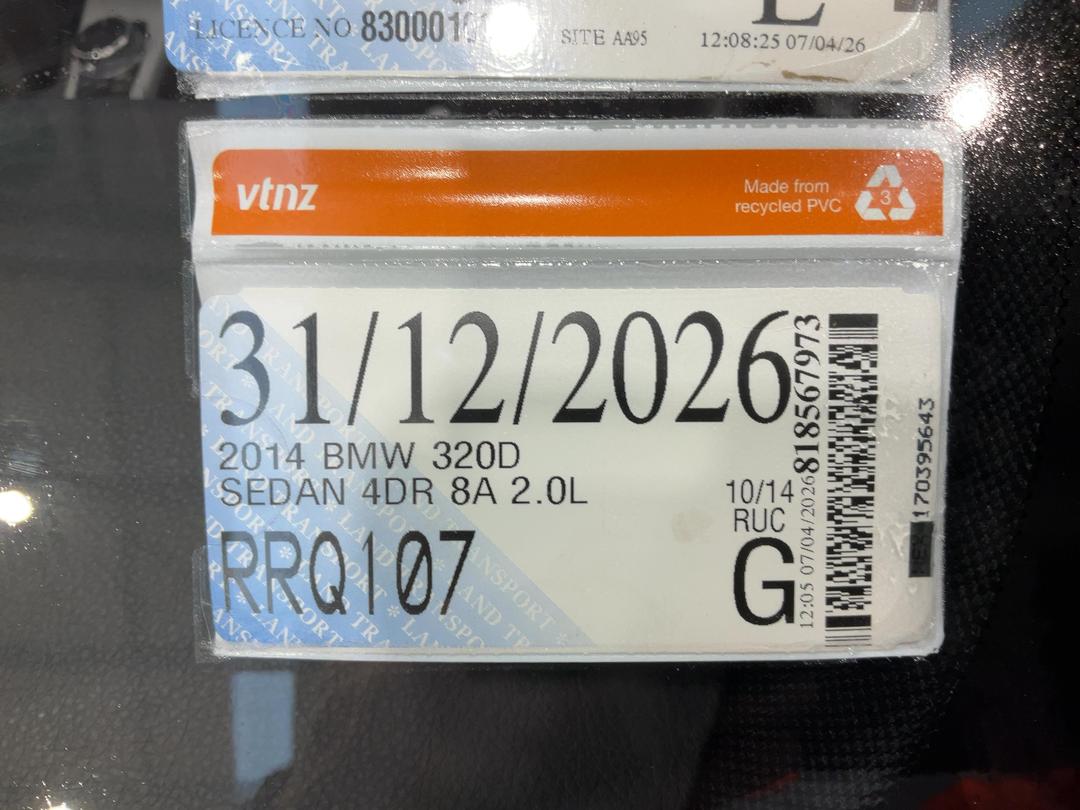 LICENCE NO 830001
SITE AA95
12:08:25 07/04/26
vtnz
Made from
recycled PVC
3
31/12/2026
2014 BMW 320D
SEDAN 4DR 8A 2.0L
10/14
RUC
RRQ107
G
12:05 07/04/2026 818567973
170395643